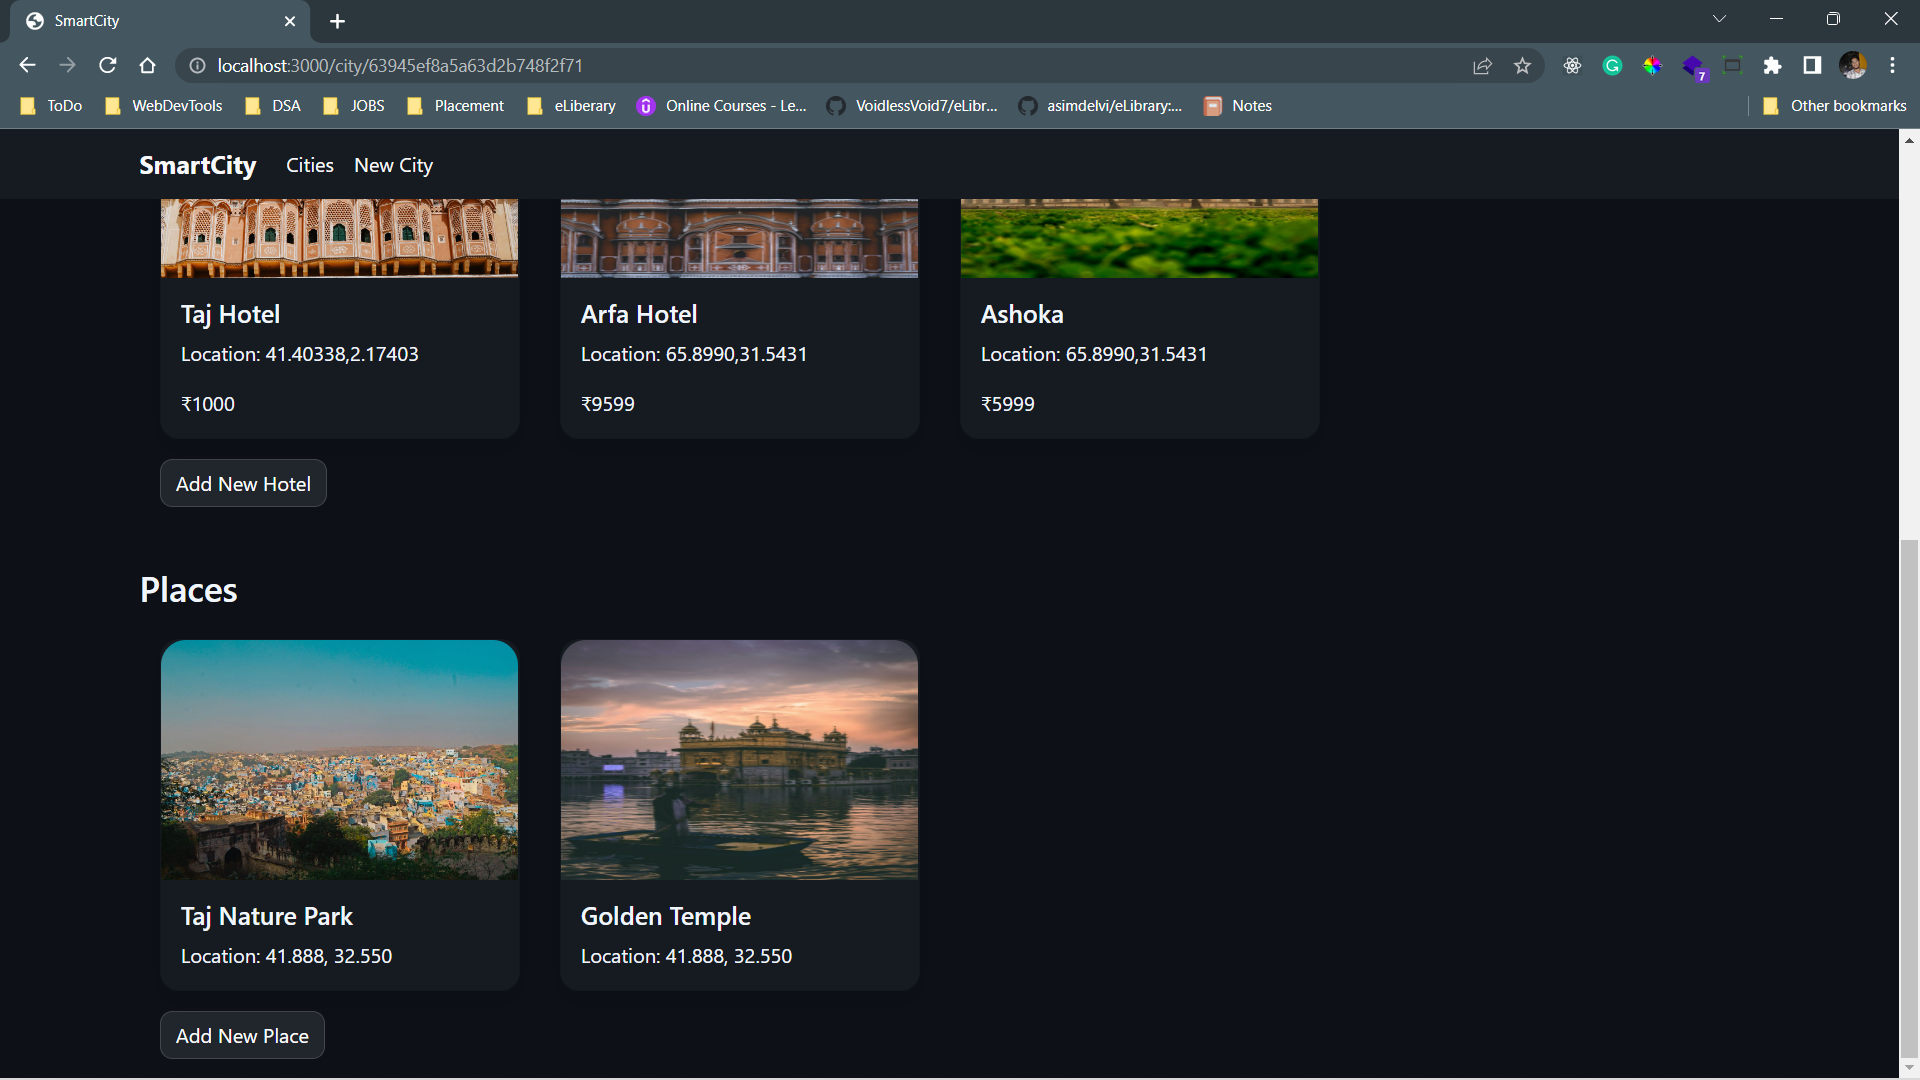 SmartCity
localhost:3000/city/63945ef8a5a63d2b748f2f71
7
ToDo WebDevTools DSA JOBS Placement eLiberary Online Courses - Le... VoidlessVoid7/eLibr... asimdelvi/eLibrary:... Notes Other bookmarks
SmartCity Cities New City
Taj Hotel Arfa Hotel Ashoka
Location: 41.40338,2.17403 Location: 65.8990,31.5431 Location: 65.8990,31.5431
₹1000 ₹9599 ₹5999
Add New Hotel
Places
Taj Nature Park Golden Temple
Location: 41.888, 32.550 Location: 41.888, 32.550
Add New Place